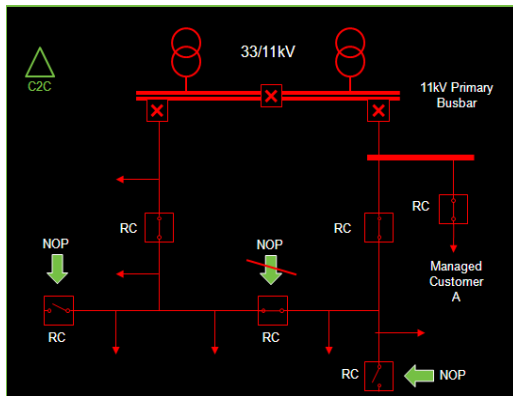 33/11kV
C2C
11kV Primary
Busbar
RC
RC
RC
NOP
NOP
Managed
Customer
A
RC
RC
RC
NOP